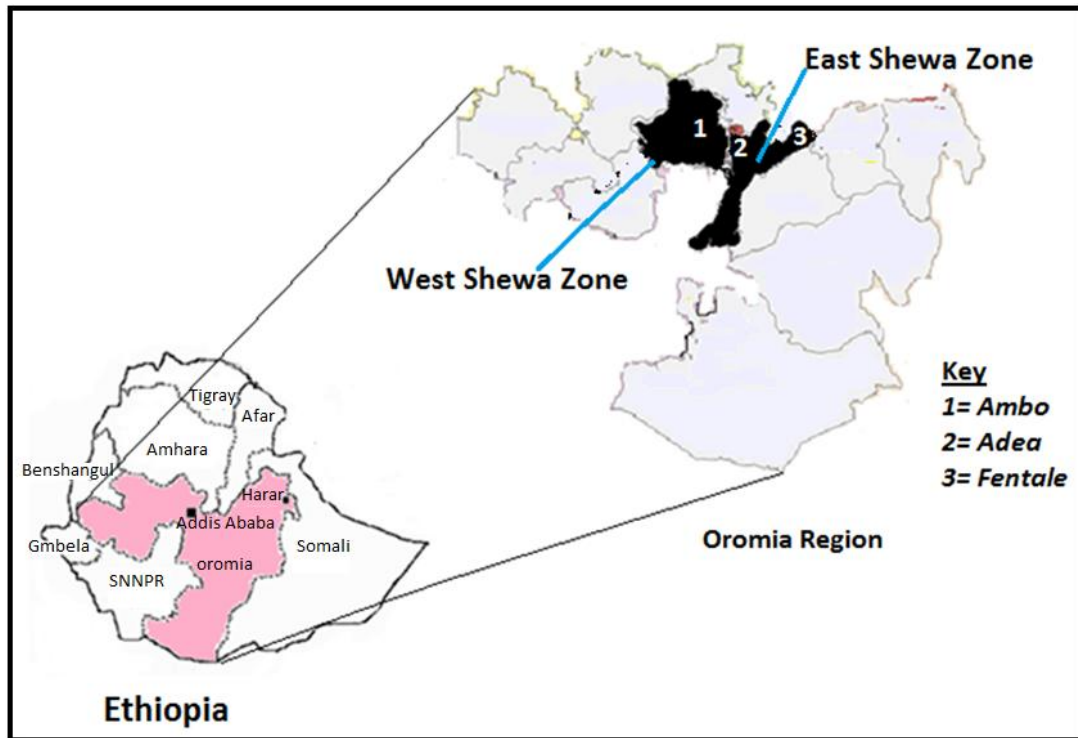 East Shewa Zone
1
2
3
West Shewa Zone
Key
1= Ambo
2= Adea
3= Fentale
Oromia Region
Tigray
Afar
Amhara
Benshangul
Harar
Addis Ababa
Gmbela
oromia
Somali
SNNPR
Ethiopia